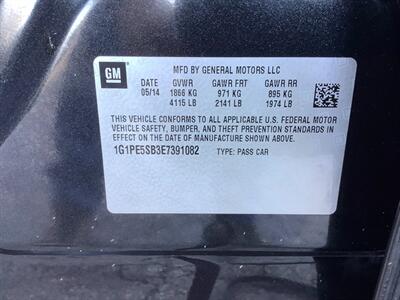 GM MFD BY GENERAL MOTORS LLC
DATE GVWR GAWR FRT GAWR RR
05/14 1866 KG 971 KG 895 KG
4115 LB 2141 LB 1974 LB
THIS VEHICLE CONFORMS TO ALL APPLICABLE U.S. FEDERAL MOTOR
VEHICLE SAFETY, BUMPER, AND THEFT PREVENTION STANDARDS
IN EFFECT ON THE DATE OF MANUFACTURE SHOWN ABOVE.
1G1PE5SB3E7391082 TYPE: PASS CAR